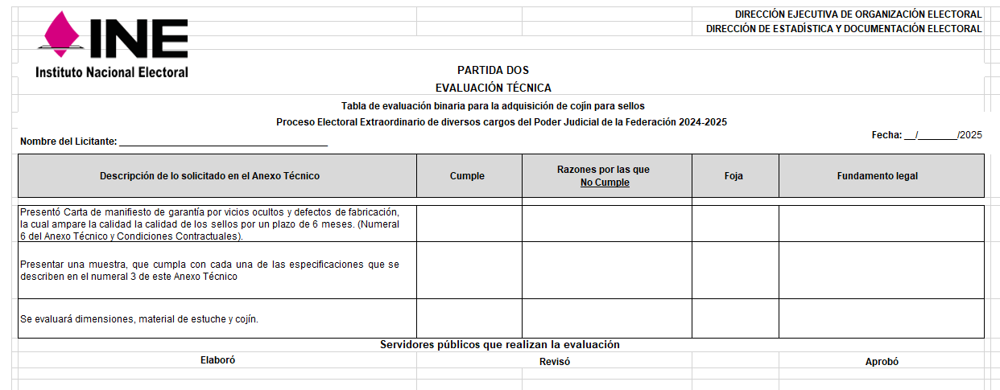 INE
Instituto Nacional Electoral
DIRECCIÓN EJECUTIVA DE ORGANIZACIÓN ELECTORAL
DIRECCIÓN DE ESTADÍSTICA Y DOCUMENTACIÓN ELECTORAL
PARTIDA DOS
EVALUACIÓN TÉCNICA
Tabla de evaluación binaria para la adquisición de cojín para sellos
Proceso Electoral Extraordinario de diversos cargos del Poder Judicial de la Federación 2024-2025
Fecha: __/_______/2025
Nombre del Licitante: ______________________________________
Descripción de lo solicitado en el Anexo Técnico
Cumple
Razones por las que
No Cumple
Foja
Fundamento legal
Presentó Carta de manifiesto de garantía por vicios ocultos y defectos de fabricación,
la cual ampare la calidad la calidad de los sellos por un plazo de 6 meses. (Numeral
6 del Anexo Técnico y Condiciones Contractuales).
Presentar una muestra, que cumpla con cada una de las especificaciones que se
describen en el numeral 3 de este Anexo Técnico
Se evaluará dimensiones, material de estuche y cojín.
Servidores públicos que realizan la evaluación
Elaboró
Revisó
Aprobó